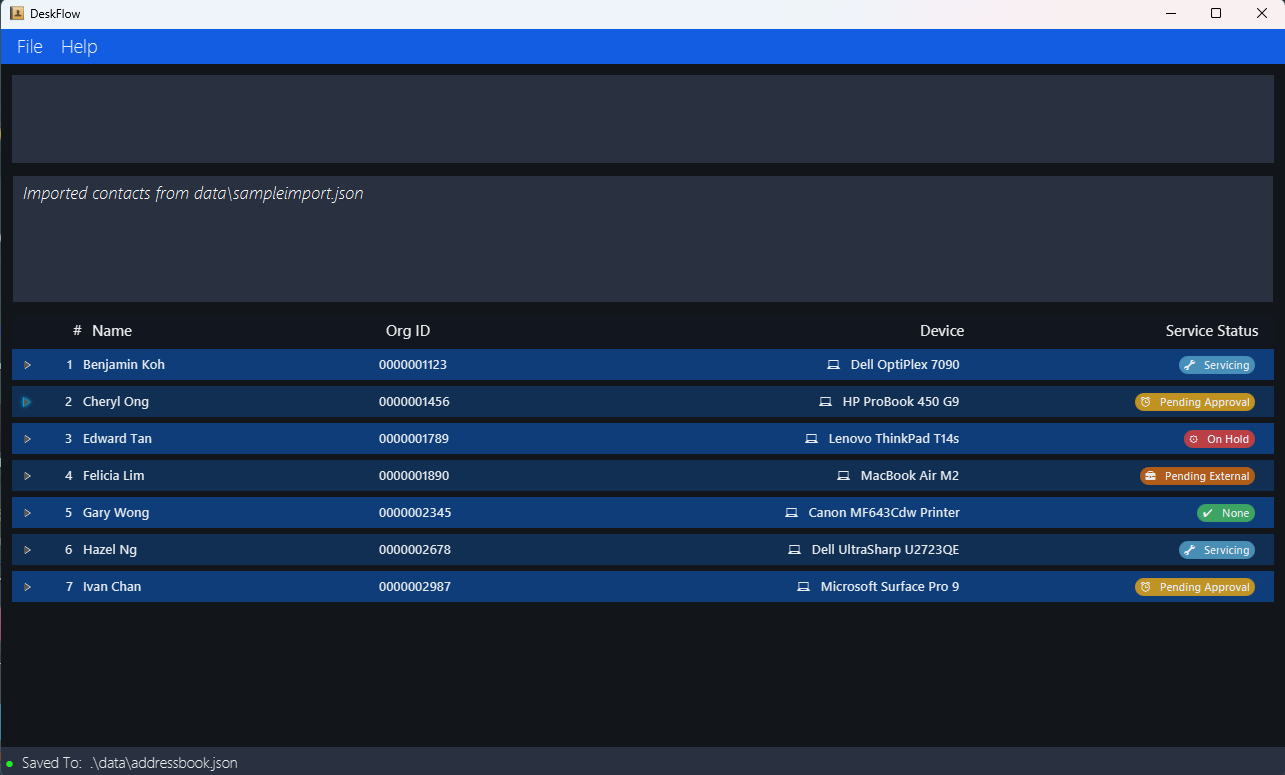 DeskFlow
File Help
Imported contacts from data\sampleimport.json
# Name Org ID Device Service Status
1 Benjamin Koh 0000001123 Dell OptiPlex 7090 Servicing
2 Cheryl Ong 0000001456 HP ProBook 450 G9 Pending Approval
3 Edward Tan 0000001789 Lenovo ThinkPad T14s On Hold
4 Felicia Lim 0000001890 MacBook Air M2 Pending External
5 Gary Wong 0000002345 Canon MF643Cdw Printer None
6 Hazel Ng 0000002678 Dell UltraSharp U2723QE Servicing
7 Ivan Chan 0000002987 Microsoft Surface Pro 9 Pending Approval
Saved To: .\data\addressbook.json